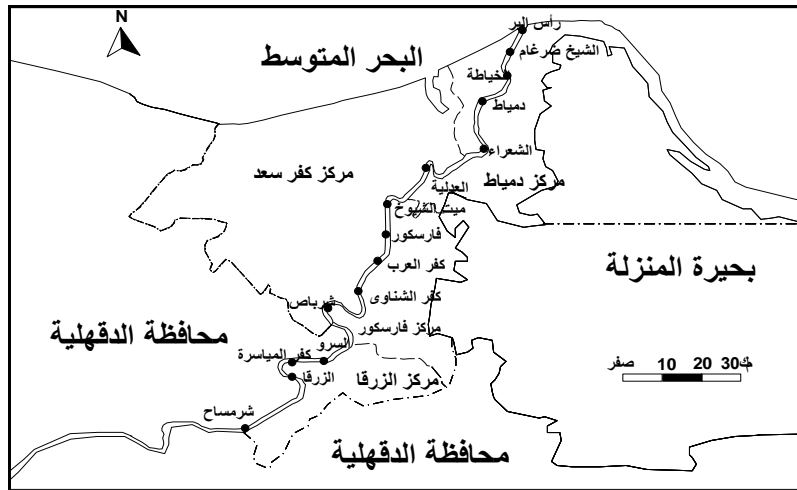 N
رأس البر
البحر المتوسط
الشيخ ضرغام
الخياطة
دمياط
الشعراء
مركز كفر سعد
العدلية
مركز دمياط
ميت الشيوخ
فارسكور
كفر العرب
بحيرة المنزلة
كفر الشناوى
شرباص
محافظة الدقهلية
مركز فارسكور
السرو
كفر المياسرة
صفر 10 20 30ك
الزرقا
مركز الزرقا
شرمساح
محافظة الدقهلية